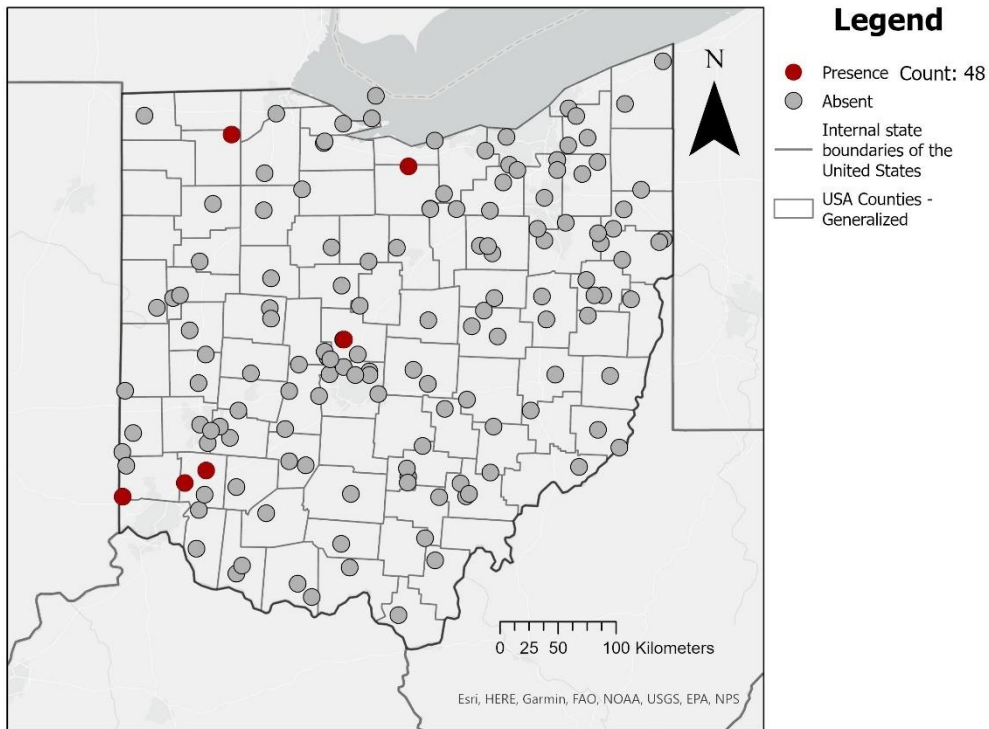 Legend
N
Presence Count: 48
Absent
Internal state
boundaries of the
United States
USA Counties -
Generalized
0 25 50 100 Kilometers
Esri, HERE, Garmin, FAO, NOAA, USGS, EPA, NPS